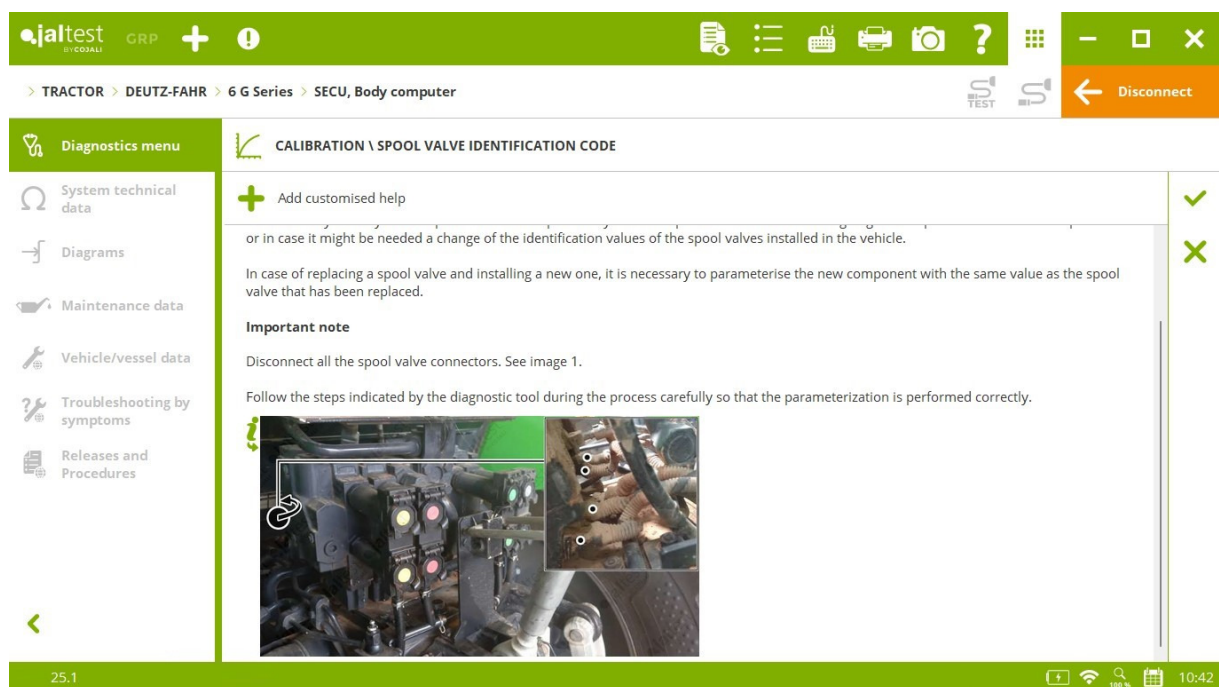 jaltest
BY COJALI
GRP
> TRACTOR > DEUTZ-FAHR > 6 G Series > SECU, Body computer
TEST
Disconnect
Diagnostics menu
CALIBRATION \ SPOOL VALVE IDENTIFICATION CODE
Add customised help
System technical
data
Diagrams
Maintenance data
Vehicle/vessel data
Troubleshooting by
symptoms
Releases and
Procedures
or in case it might be needed a change of the identification values of the spool valves installed in the vehicle.
In case of replacing a spool valve and installing a new one, it is necessary to parameterise the new component with the same value as the spool
valve that has been replaced.
Important note
Disconnect all the spool valve connectors. See image 1.
Follow the steps indicated by the diagnostic tool during the process carefully so that the parameterization is performed correctly.
25.1
100 %
10:42